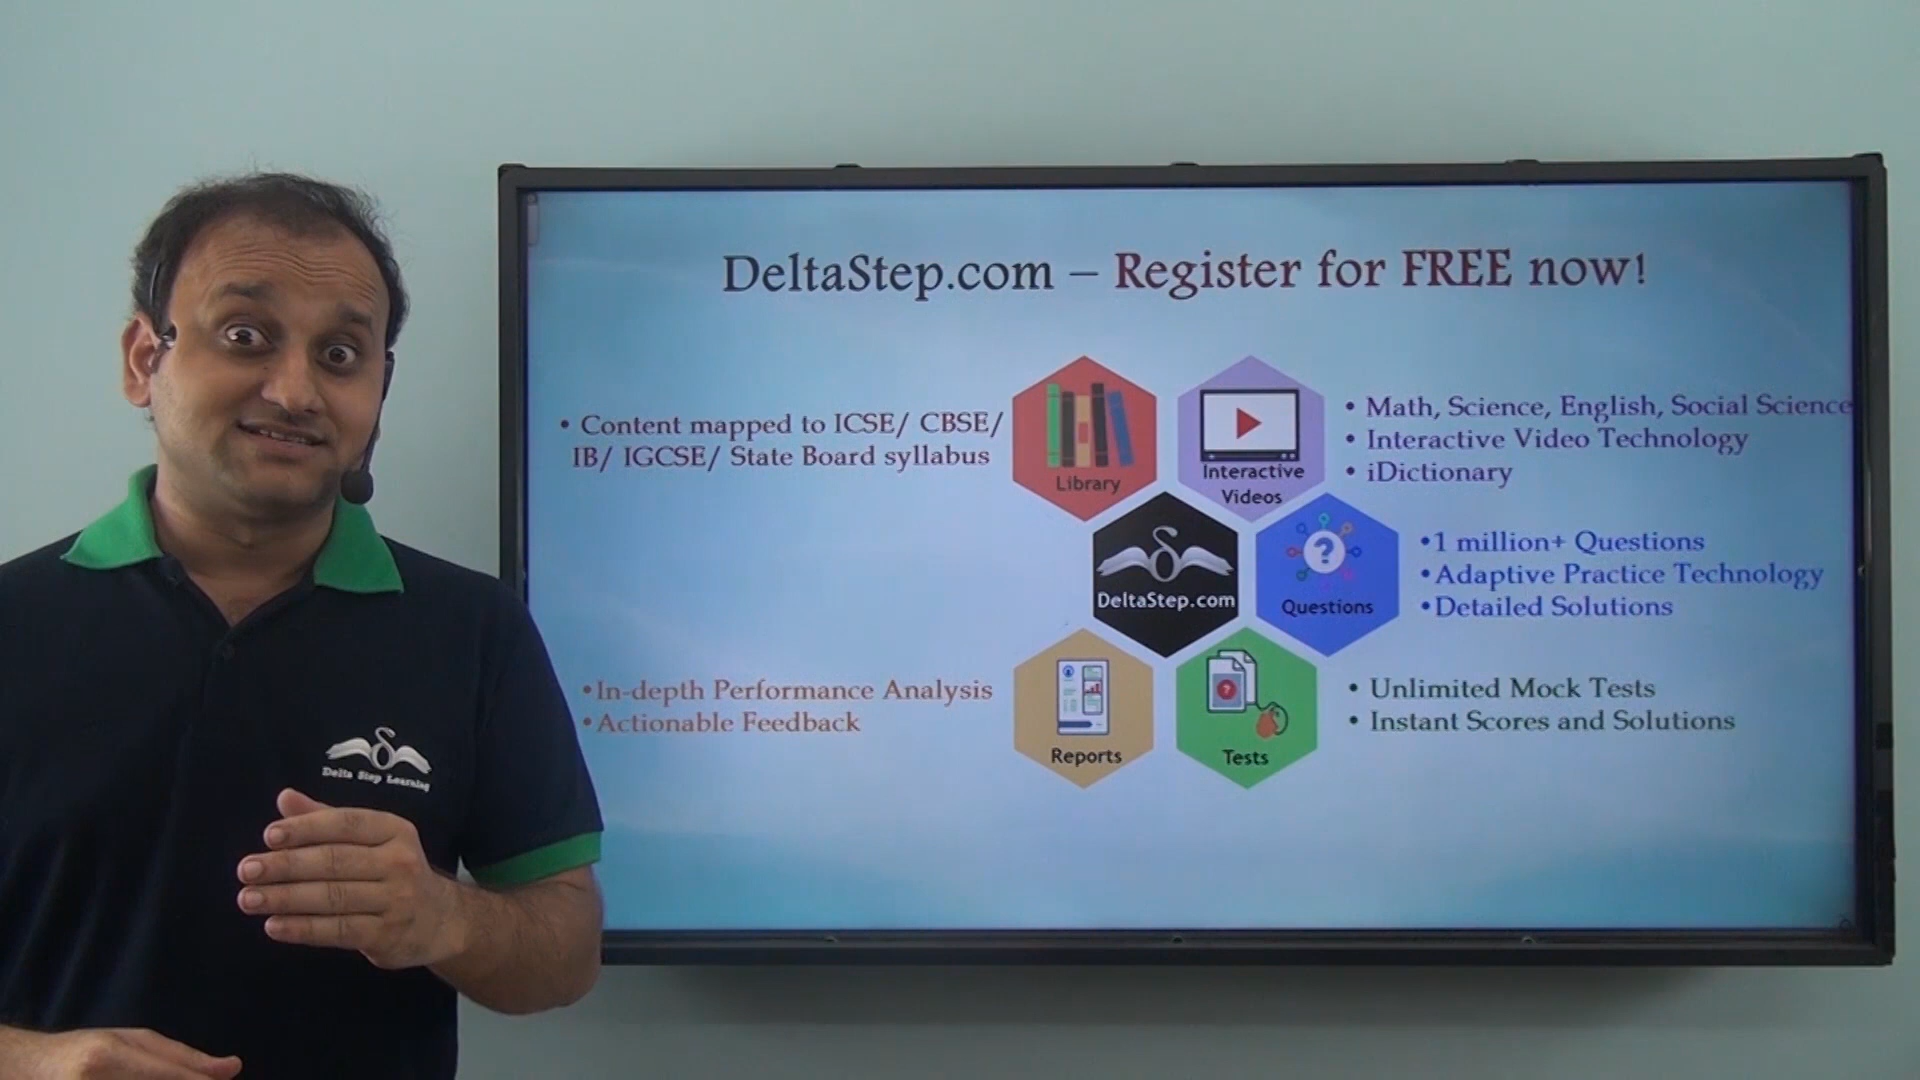 DeltaStep.com – Register for FREE now!
• Content mapped to ICSE/ CBSE/
IB/ IGCSE/ State Board syllabus
Library
Interactive
Videos
• Math, Science, English, Social Science
• Interactive Video Technology
• iDictionary
δ
DeltaStep.com
Questions
•1 million+ Questions
•Adaptive Practice Technology
•Detailed Solutions
•In-depth Performance Analysis
•Actionable Feedback
Reports
?
Tests
• Unlimited Mock Tests
• Instant Scores and Solutions
δ
Delta Step Learning